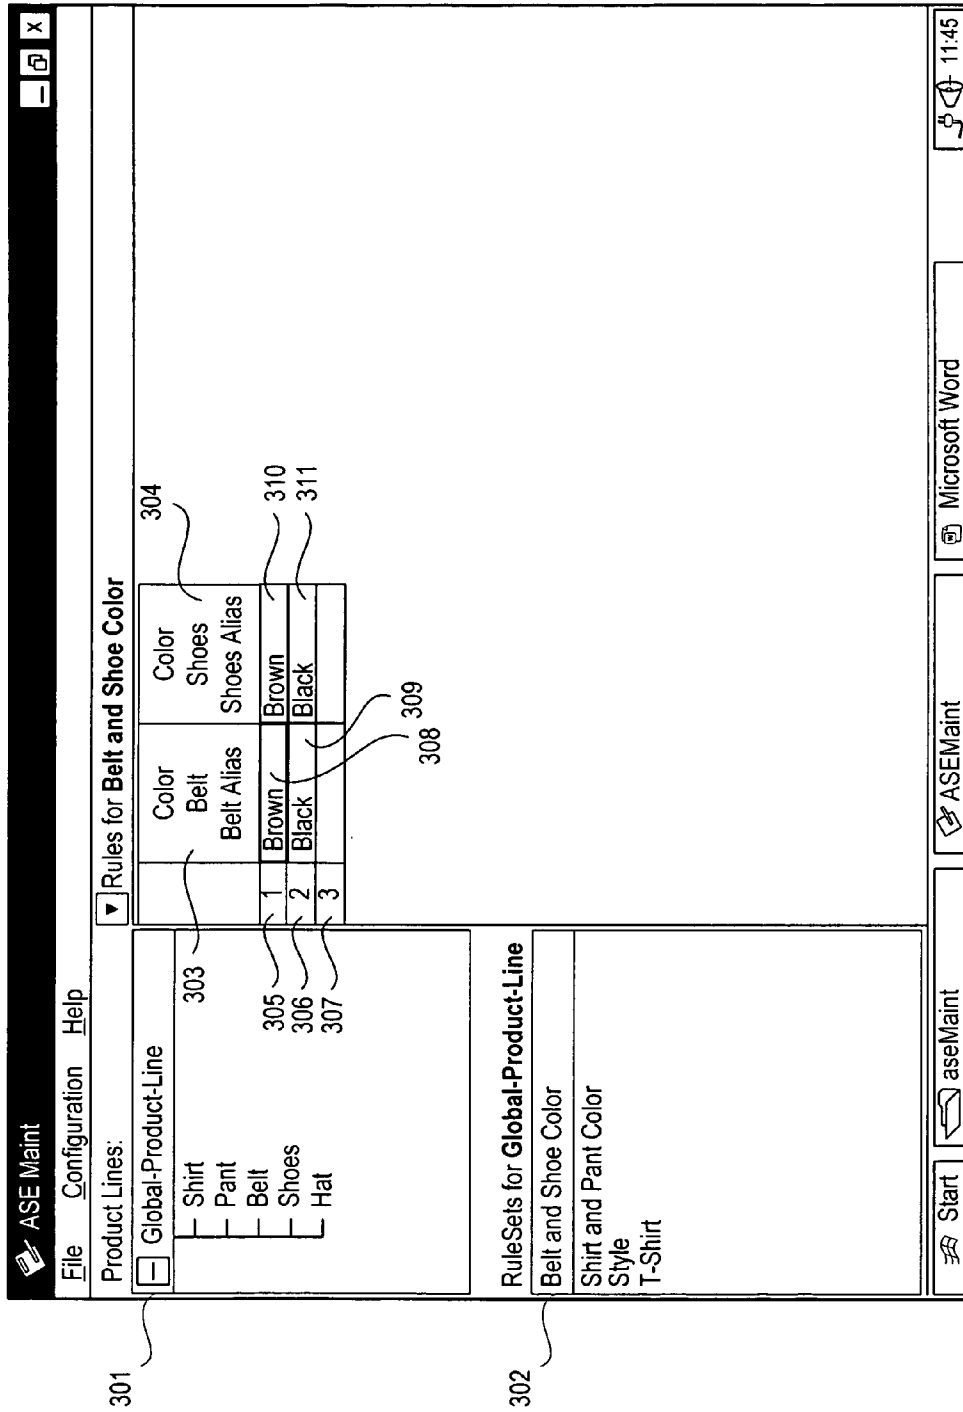 ASE Maint
File Configuration Help
Product Lines:
Global-Product-Line
Shirt
Pant
Belt
Shoes
Hat
301
RuleSets for Global-Product-Line
Belt and Shoe Color
Shirt and Pant Color
Style
T-Shirt
302
Rules for Belt and Shoe Color
Color Color
Belt Shoes
Belt Alias Shoes Alias
1 Brown Brown
2 Black Black
3
303
304
305
306
307
308
309
310
311
Start aseMaint ASEMaint Microsoft Word 11:45